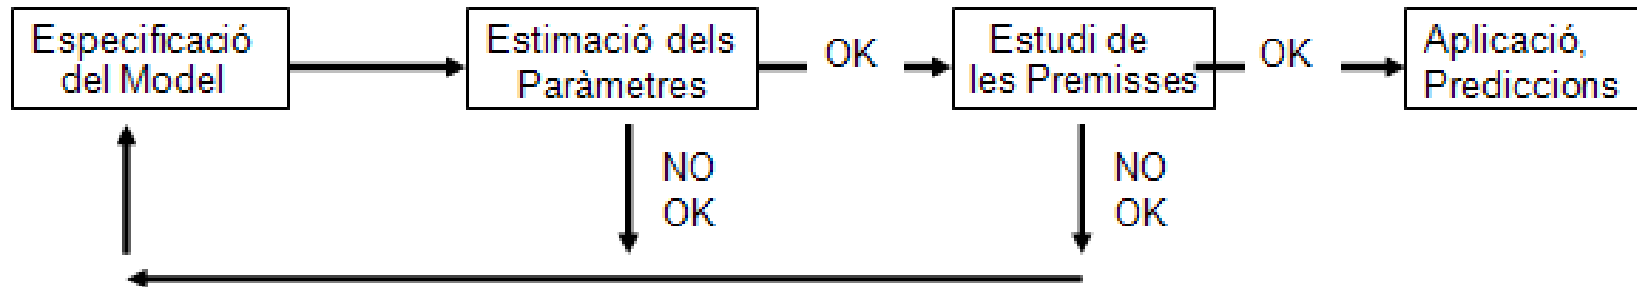 Especificació
del Model
Estimació dels
Paràmetres
OK
Estudi de
les Premisses
OK
Aplicació,
Prediccions
NO
OK
NO
OK